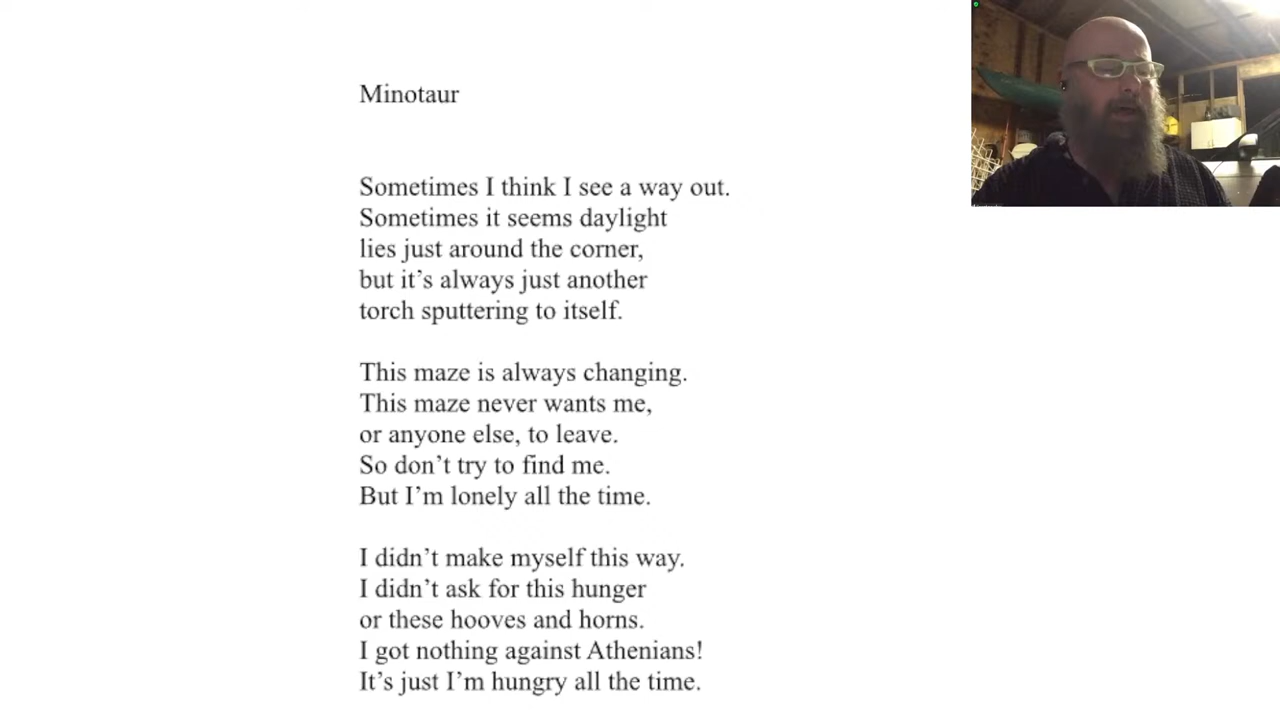 Minotaur
Sometimes I think I see a way out.
Sometimes it seems daylight
lies just around the corner,
but it’s always just another
torch sputtering to itself.
This maze is always changing.
This maze never wants me,
or anyone else, to leave.
So don’t try to find me.
But I’m lonely all the time.
I didn’t make myself this way.
I didn’t ask for this hunger
or these hooves and horns.
I got nothing against Athenians!
It’s just I’m hungry all the time.